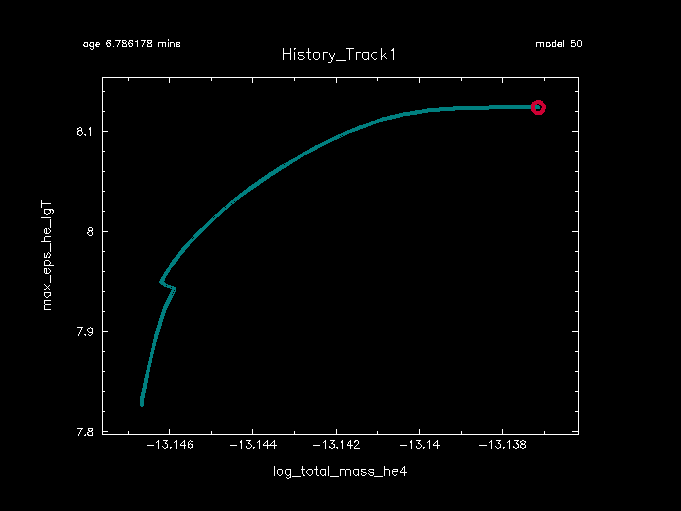 age 6.786178 mins
model 50
History_Track1
8.1
8
7.9
7.8
max_eps_he_lgT
−13.146
−13.144
−13.142
−13.14
−13.138
log_total_mass_he4